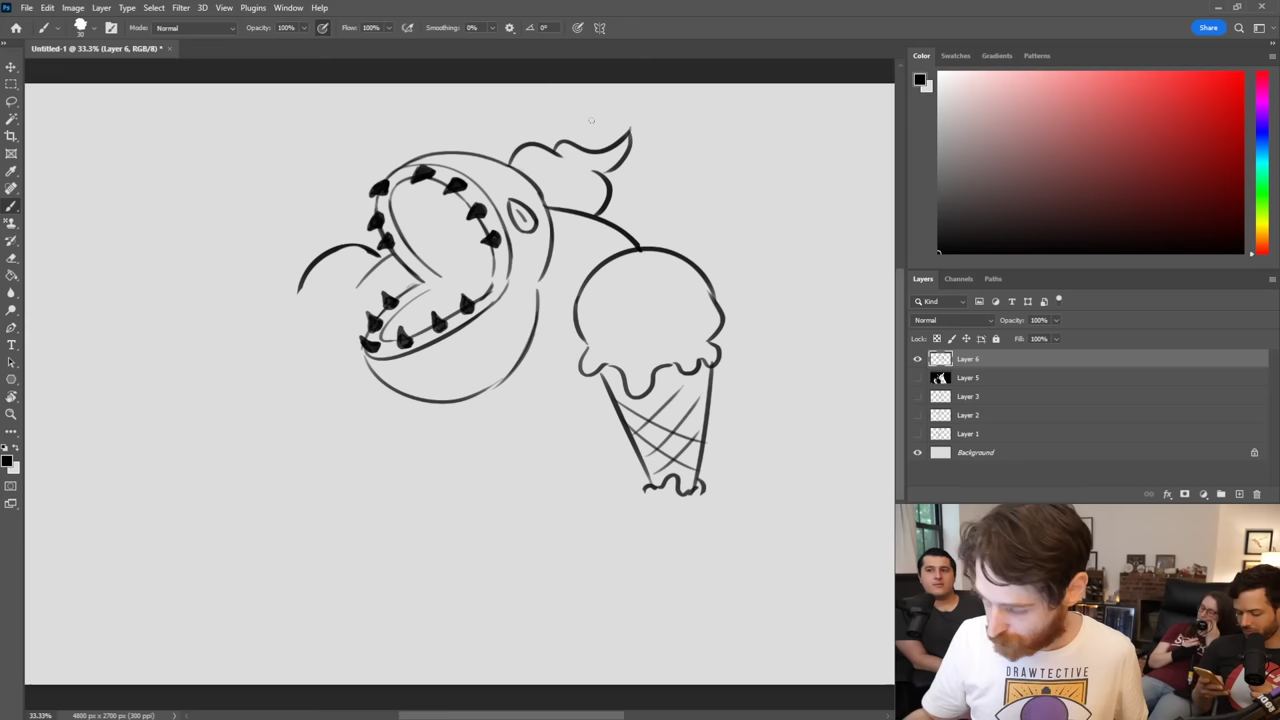 File Edit Image Layer Type Select Filter 3D View Plugins Window Help
30 Mode: Normal Opacity: 100% Flow: 100% Smoothing: 0% 0° Share
Untitled-1 @ 33.3% (Layer 6, RGB/8) *
Color Swatches Gradients Patterns
Layers Channels Paths
Kind
Normal Opacity: 100%
Lock: Fill: 100%
Layer 6
Layer 5
Layer 3
Layer 2
Layer 1
Background
DRAWTECTIVE
33.33% 4800 px x 2700 px (300 ppi)